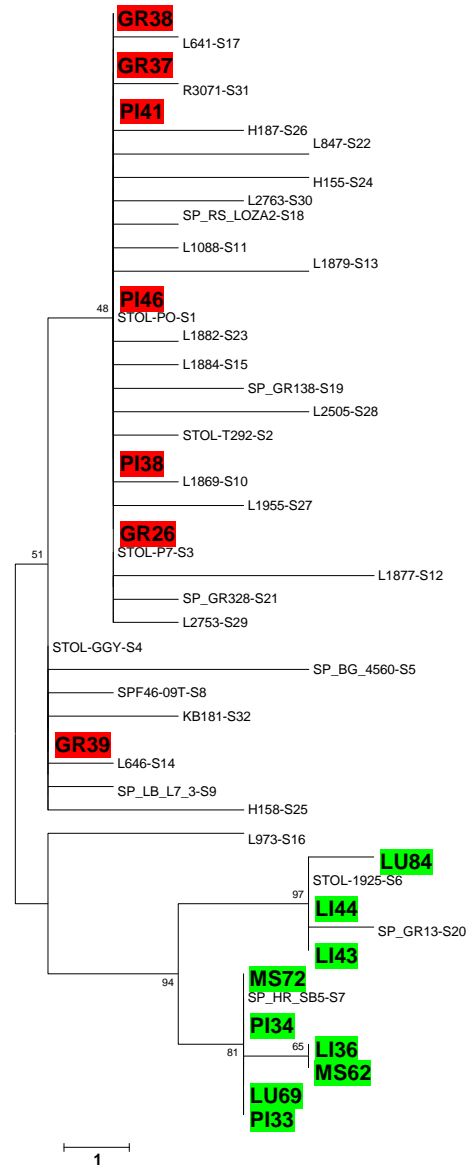 GR38
L641-S17
GR37
R3071-S31
PI41
H187-S26
L847-S22
H155-S24
L2763-S30
SP_RS_LOZA2-S18
L1088-S11
L1879-S13
PI46
48
STOL-PO-S1
L1882-S23
L1884-S15
SP_GR138-S19
L2505-S28
STOL-T292-S2
PI38
L1869-S10
L1955-S27
GR26
STOL-P7-S3
51
L1877-S12
SP_GR328-S21
L2753-S29
STOL-GGY-S4
SP_BG_4560-S5
SPF46-09T-S8
KB181-S32
GR39
L646-S14
SP_LB_L7_3-S9
H158-S25
L973-S16
LU84
STOL-1925-S6
97
LI44
SP_GR13-S20
LI43
94
MS72
SP_HR_SB5-S7
PI34
81
65
LI36
MS62
LU69
PI33
1